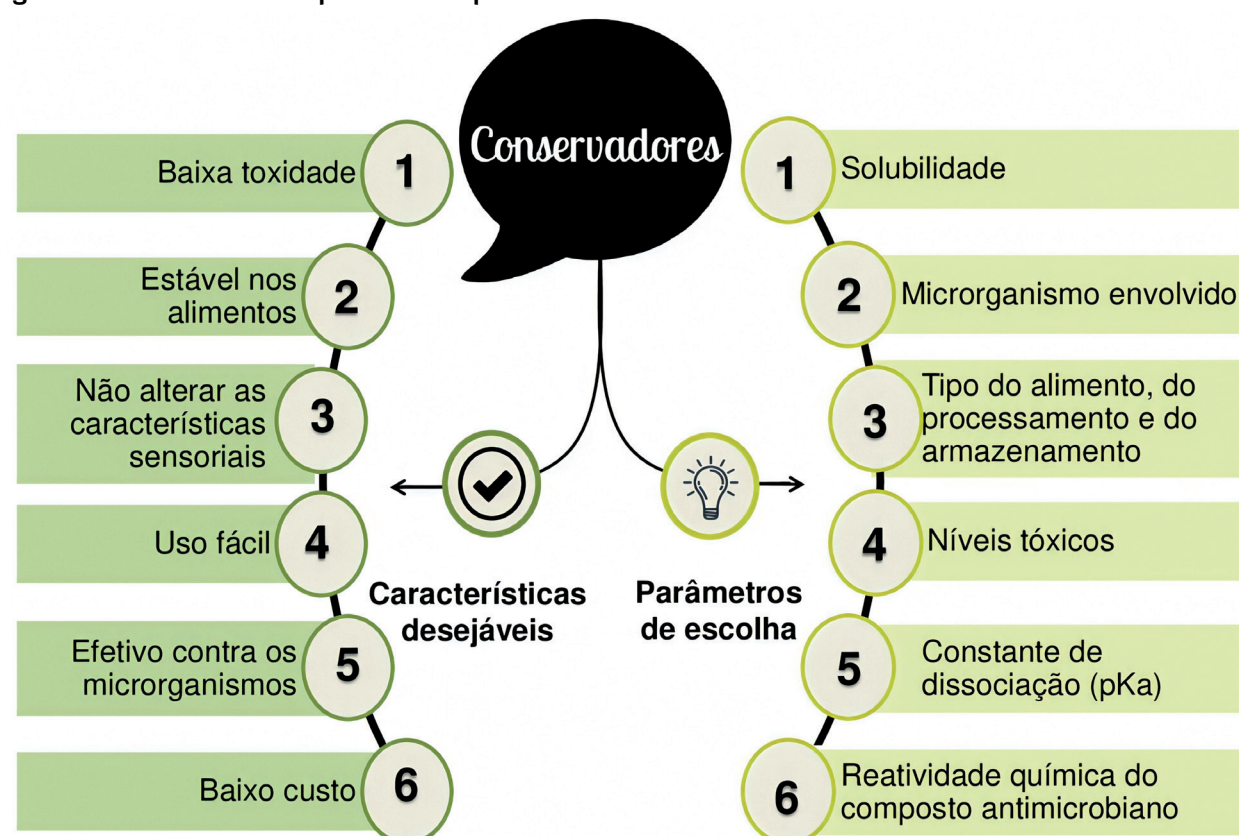 Conservadores
1
Baixa toxidade
2
Estável nos
alimentos
3
Não alterar as
características
sensoriais
4
Uso fácil
5
Efetivo contra os
microrganismos
6
Baixo custo
Características
desejáveis
Parâmetros
de escolha
1
Solubilidade
2
Microrganismo envolvido
3
Tipo do alimento, do
processamento e do
armazenamento
4
Níveis tóxicos
5
Constante de
dissociação (pKa)
6
Reatividade química do
composto antimicrobiano